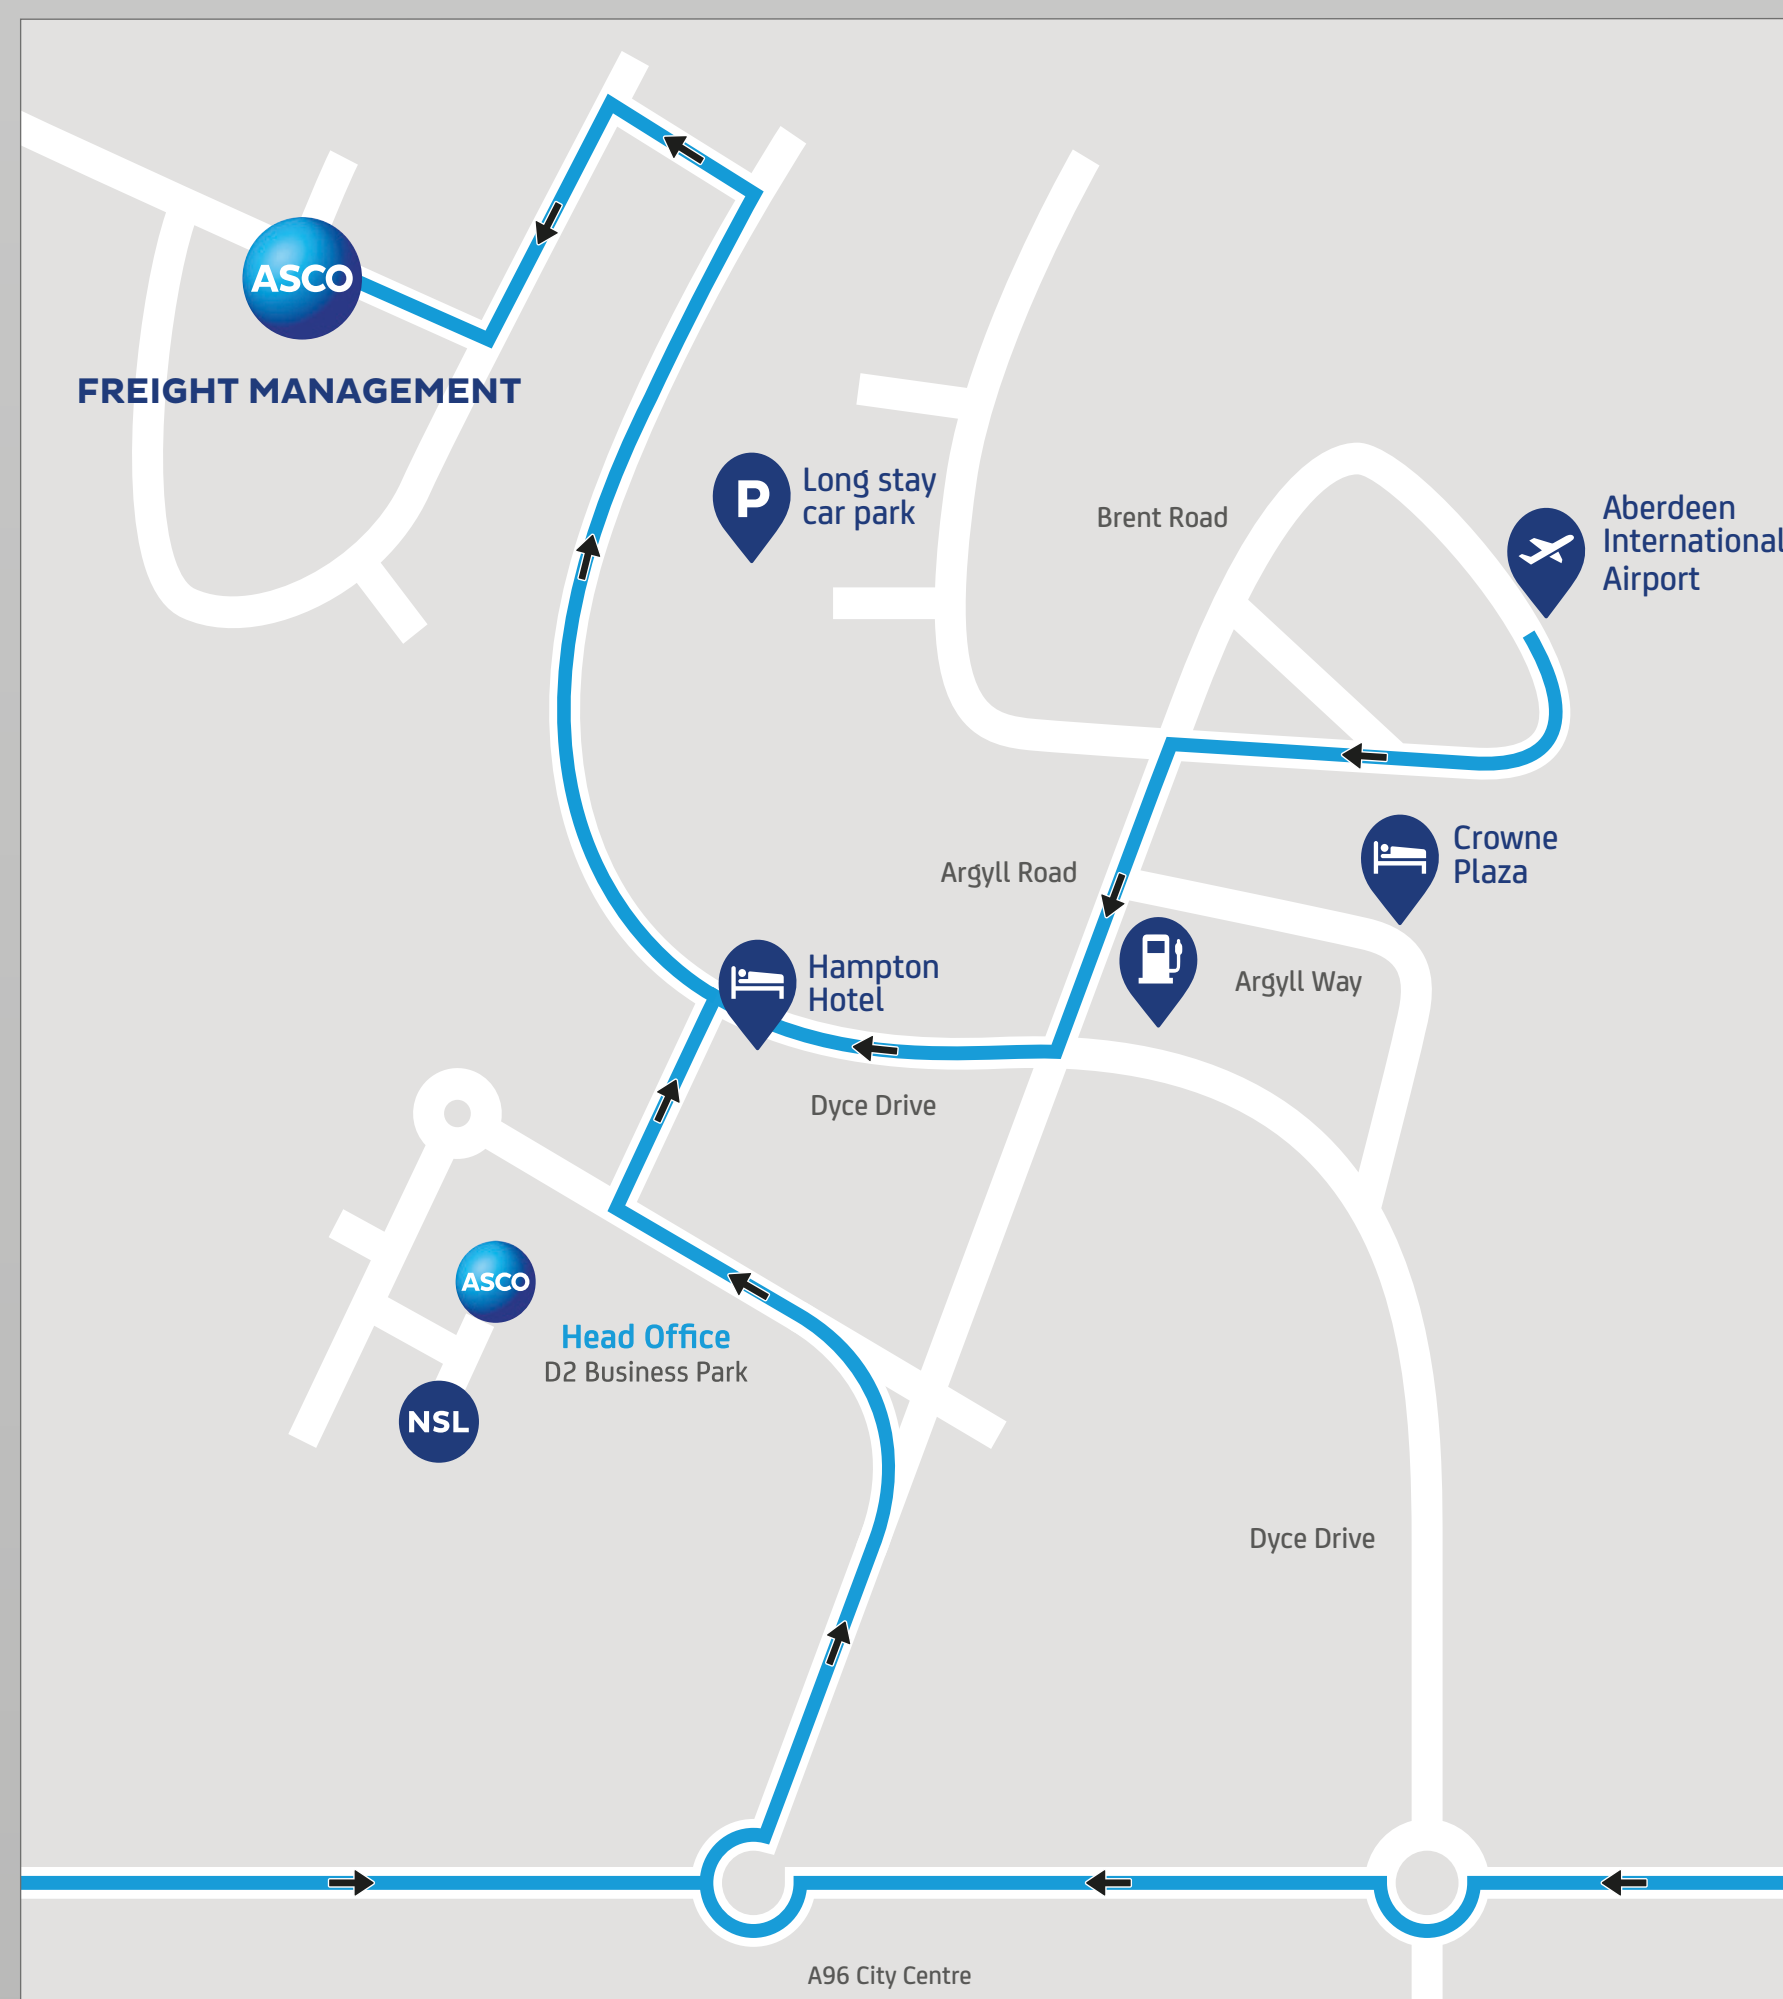 ASCO
FREIGHT MANAGEMENT
P
Long stay
car park
Brent Road
Aberdeen
International
Airport
Crowne
Plaza
Argyll Road
Argyll Way
Hampton
Hotel
Dyce Drive
ASCO
Head Office
D2 Business Park
NSL
Dyce Drive
A96 City Centre